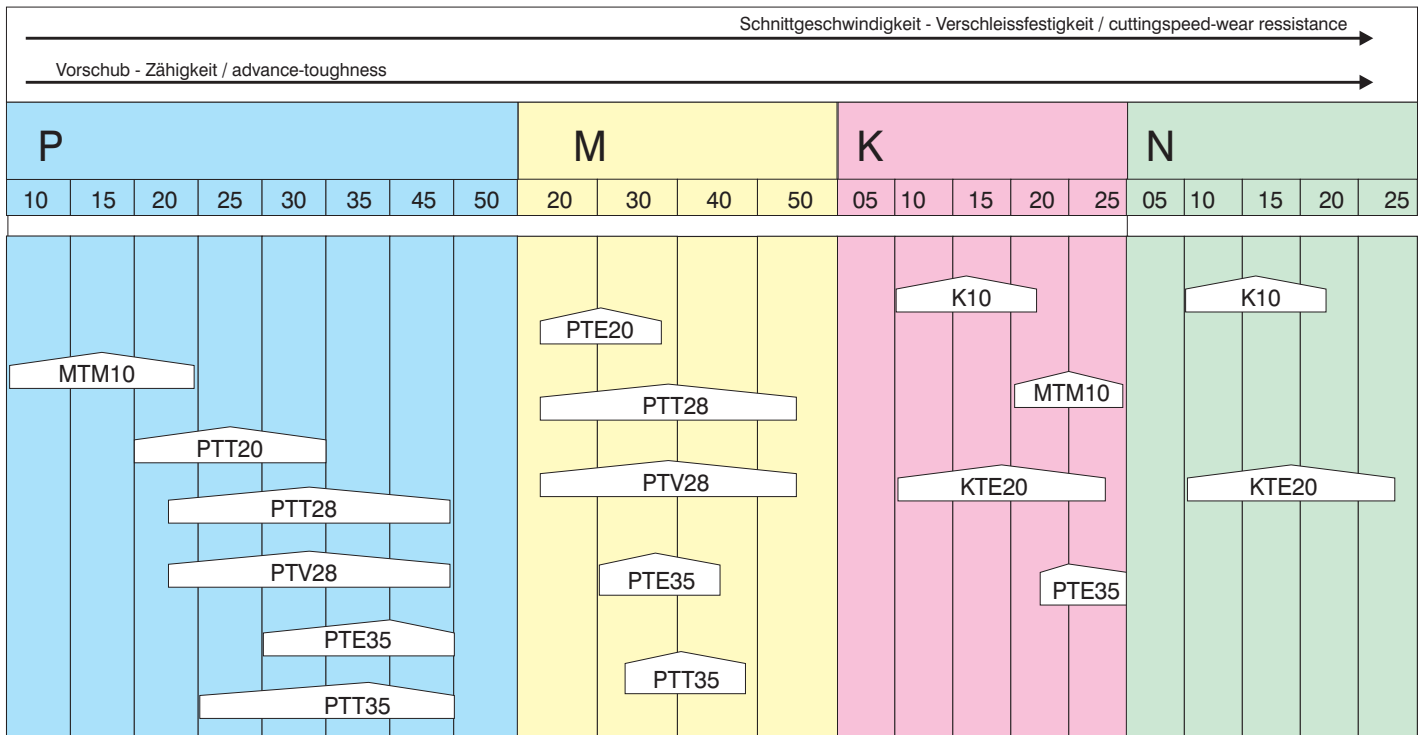 Schnittgeschwindigkeit - Verschleissfestigkeit / cuttingspeed-wear ressistance
Vorschub - Zähigkeit / advance-toughness
P M K N
10 15 20 25 30 35 45 50 20 30 40 50 05 10 15 20 25 05 10 15 20 25
K10 K10
PTE20
MTM10
MTM10
PTT28
PTT20
PTV28 KTE20 KTE20
PTT28
PTV28
PTE35
PTE35
PTE35
PTT35
PTT35